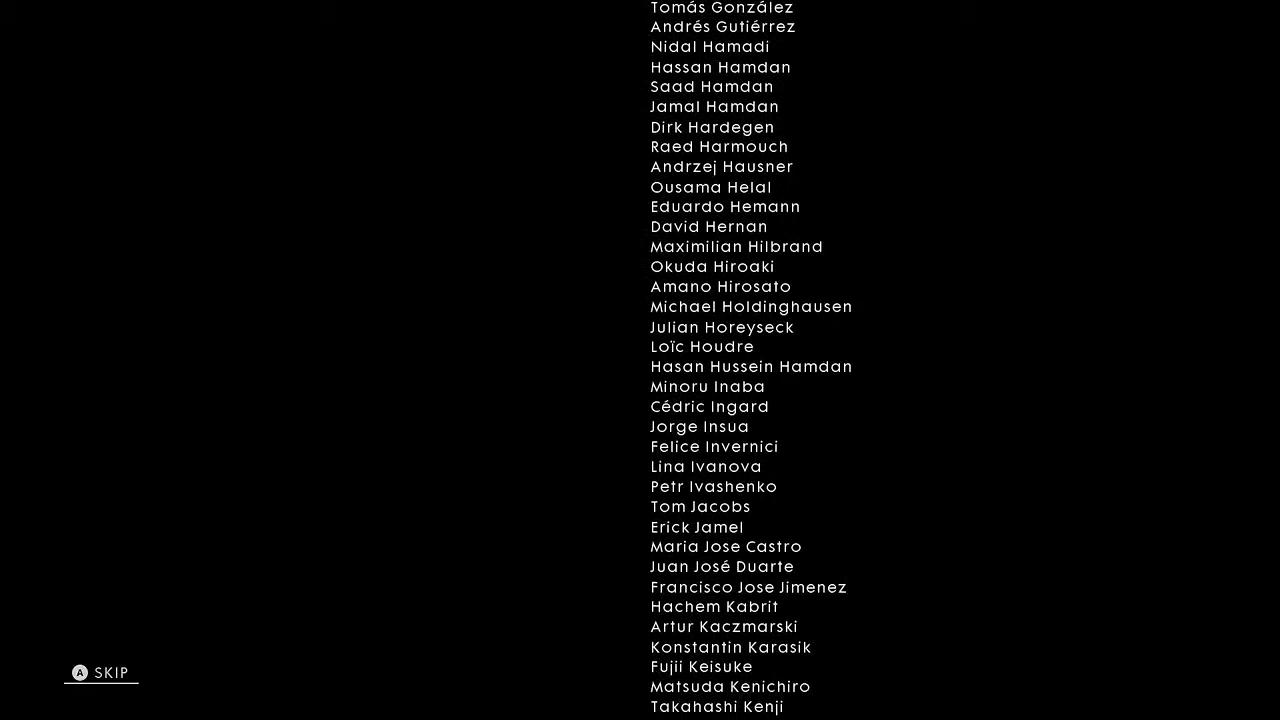 Tomás González
Andrés Gutiérrez
Nidal Hamadi
Hassan Hamdan
Saad Hamdan
Jamal Hamdan
Dirk Hardegen
Raed Harmouch
Andrzej Hausner
Ousama Helal
Eduardo Hemann
David Hernan
Maximilian Hilbrand
Okuda Hiroaki
Amano Hirosato
Michael Holdinghausen
Julian Horeyseck
Loïc Houdre
Hasan Hussein Hamdan
Minoru Inaba
Cédric Ingard
Jorge Insua
Felice Invernici
Lina Ivanova
Petr Ivashenko
Tom Jacobs
Erick Jamel
Maria Jose Castro
Juan José Duarte
Francisco Jose Jimenez
Hachem Kabrit
Artur Kaczmarski
Konstantin Karasik
Fujii Keisuke
Matsuda Kenichiro
Takahashi Kenji
A SKIP